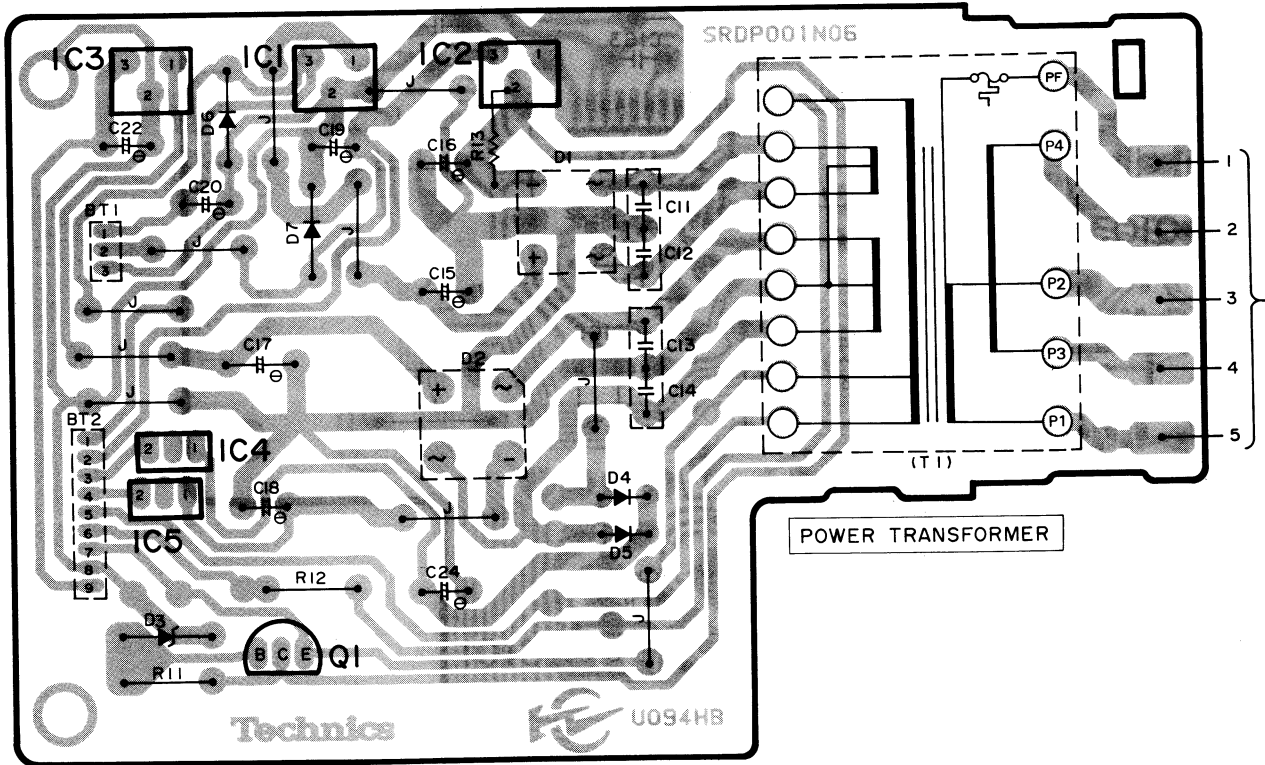 SRDP001N06
IC3
3
1
2
IC1
3
1
2
IC2
3
1
2
J
C22
D6
J
C19
C16
R13
D1
- ~
+ ~
C20
BT1
1
2
3
J
D7
J
C11
C12
C15
J
J
C17
J
D2
+ ~
~ -
J
C13
C14
BT2
1
2
3
4
5
6
7
8
9
2 1
IC4
2
IC5
C18
J
D4
D5
R12
C24
J
D3
B C E
Q1
R11
PF
P4
P2
P3
P1
(T1)
1
2
3
4
5
POWER TRANSFORMER
Technics
U094HB